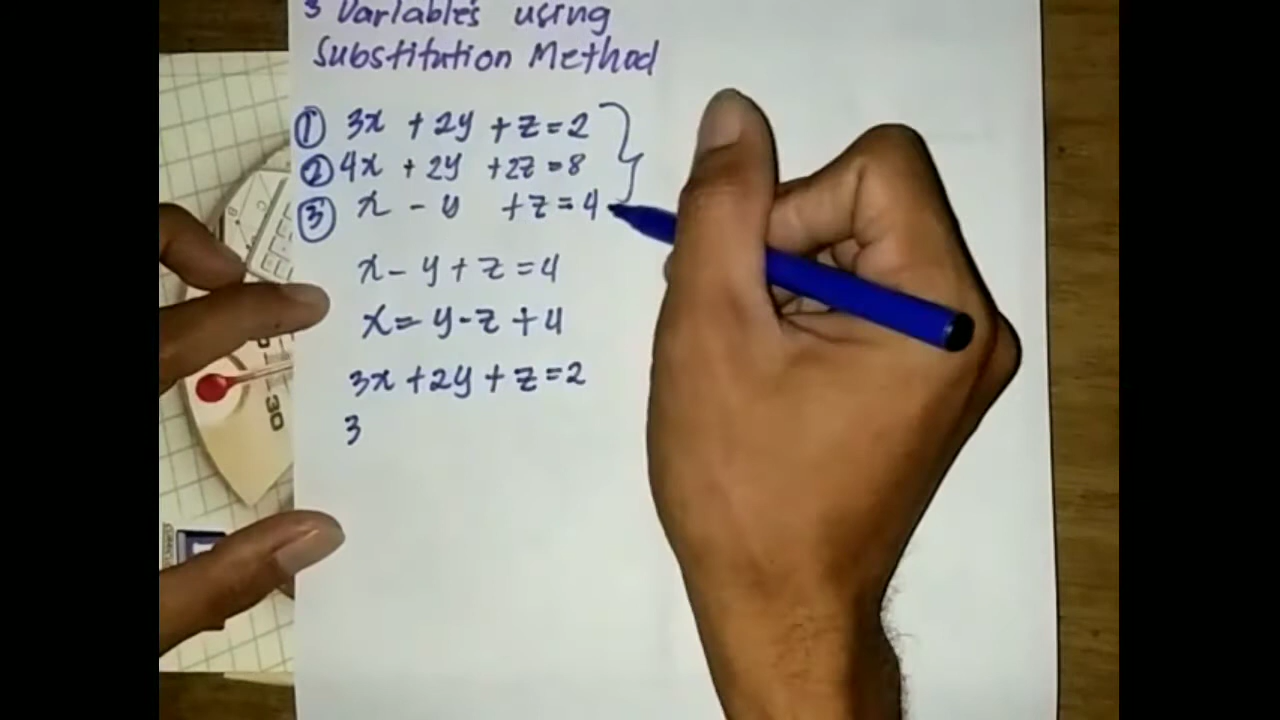 3 Variables using
Substitution Method
① 3x + 2y + z = 2
② 4x + 2y + 2z = 8
③ x - y + z = 4
x - y + z = 4
x = y - z + 4
3x + 2y + z = 2
3
30